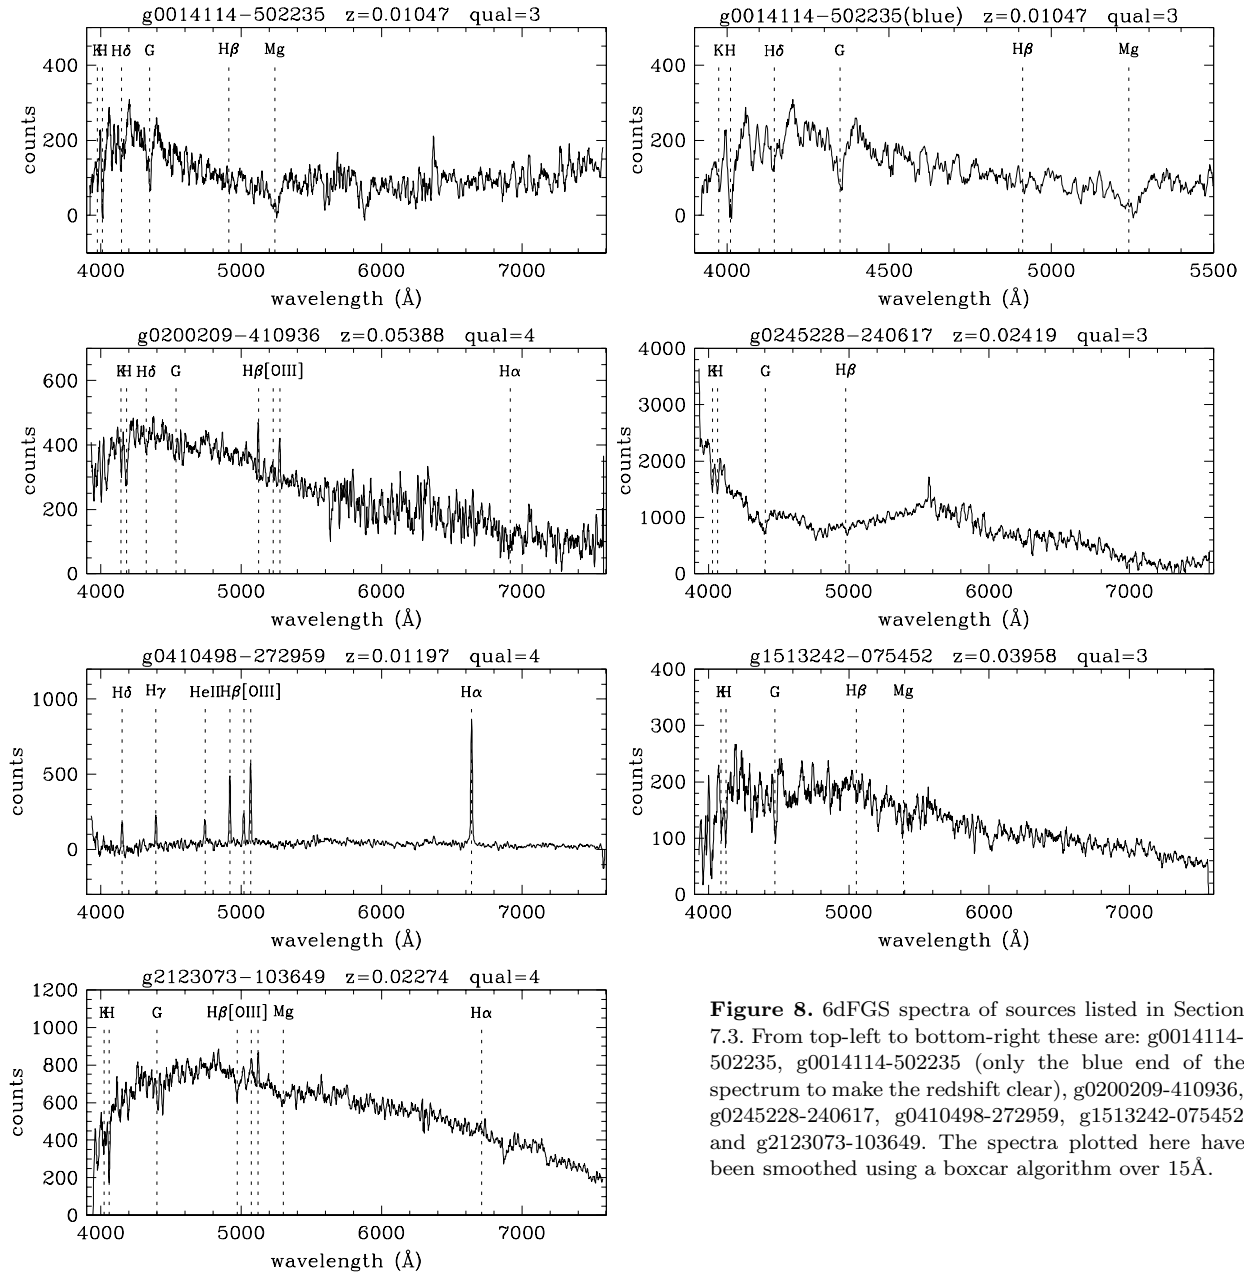 g0014114−502235 z=0.01047 qual=3
K H Hδ G Hβ Mg
counts
400
200
0
4000 5000 6000 7000
wavelength (Å)
g0014114−502235(blue) z=0.01047 qual=3
K H Hδ G Hβ Mg
counts
400
200
0
4000 4500 5000 5500
wavelength (Å)
g0200209−410936 z=0.05388 qual=4
K H Hδ G Hβ [OIII] Hα
counts
600
400
200
0
4000 5000 6000 7000
wavelength (Å)
g0245228−240617 z=0.02419 qual=3
K H G Hβ
counts
4000
3000
2000
1000
0
4000 5000 6000 7000
wavelength (Å)
g0410498−272959 z=0.01197 qual=4
Hδ Hγ HeII Hβ [OIII] Hα
counts
1000
500
0
4000 5000 6000 7000
wavelength (Å)
g1513242−075452 z=0.03958 qual=3
K H G Hβ Mg
counts
400
300
200
100
0
4000 5000 6000 7000
wavelength (Å)
g2123073−103649 z=0.02274 qual=4
K H G Hβ [OIII] Mg Hα
counts
1200
1000
800
600
400
200
0
4000 5000 6000 7000
wavelength (Å)
Figure 8. 6dFGS spectra of sources listed in Section
7.3. From top-left to bottom-right these are: g0014114-
502235, g0014114-502235 (only the blue end of the
spectrum to make the redshift clear), g0200209-410936,
g0245228-240617, g0410498-272959, g1513242-075452
and g2123073-103649. The spectra plotted here have
been smoothed using a boxcar algorithm over 15Å.